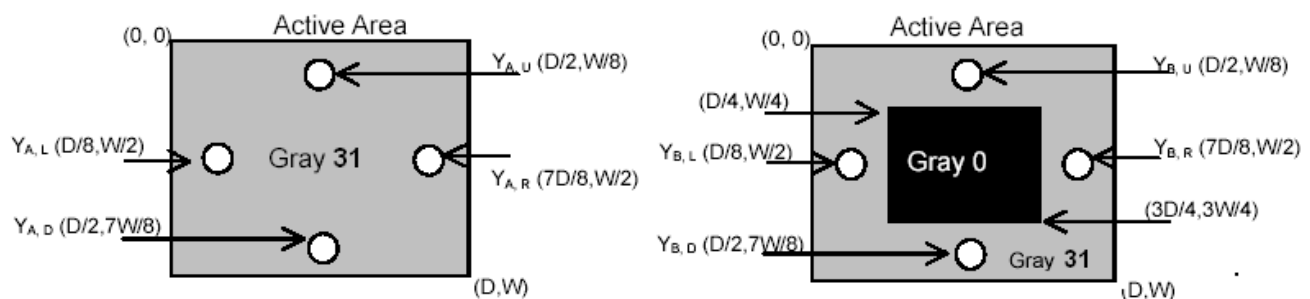 Active Area
(0, 0)
YA, U (D/2,W/8)
YA, L (D/8,W/2)
Gray 31
YA, R (7D/8,W/2)
YA, D (D/2,7W/8)
(D,W)
Active Area
(0, 0)
YB, U (D/2,W/8)
(D/4,W/4)
YB, L (D/8,W/2)
Gray 0
YB, R (7D/8,W/2)
(3D/4,3W/4)
YB, D (D/2,7W/8)
Gray 31
(D,W)